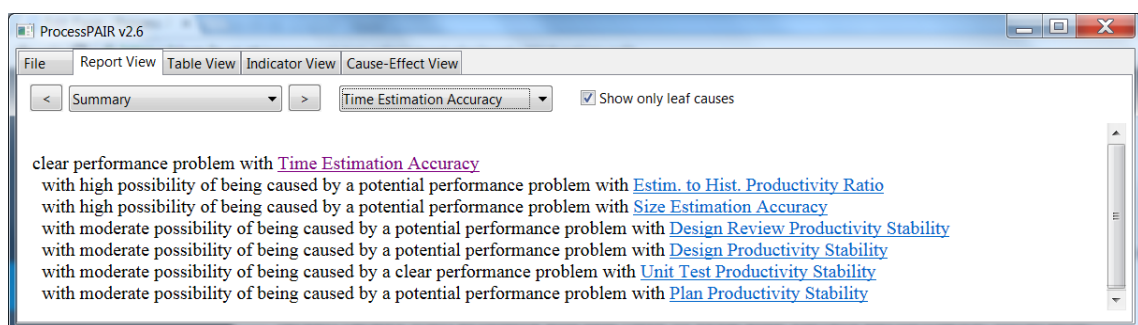 ProcessPAIR v2.6
File Report View Table View Indicator View Cause-Effect View
< Summary > Time Estimation Accuracy Show only leaf causes
clear performance problem with Time Estimation Accuracy
with high possibility of being caused by a potential performance problem with Estim. to Hist. Productivity Ratio
with high possibility of being caused by a potential performance problem with Size Estimation Accuracy
with moderate possibility of being caused by a potential performance problem with Design Review Productivity Stability
with moderate possibility of being caused by a potential performance problem with Design Productivity Stability
with moderate possibility of being caused by a clear performance problem with Unit Test Productivity Stability
with moderate possibility of being caused by a potential performance problem with Plan Productivity Stability